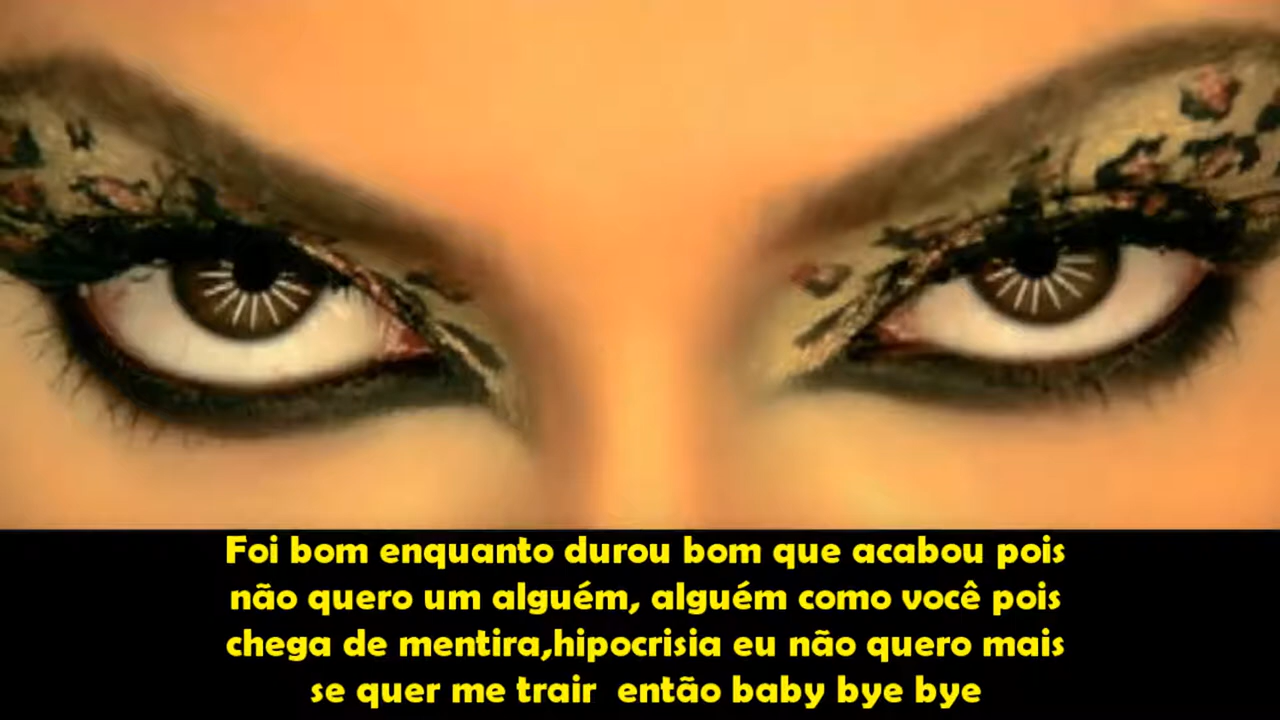 Foi bom enquanto durou bom que acabou pois
não quero um alguém, alguém como você pois
chega de mentira,hipocrisia eu não quero mais
se quer me trair  então baby bye bye